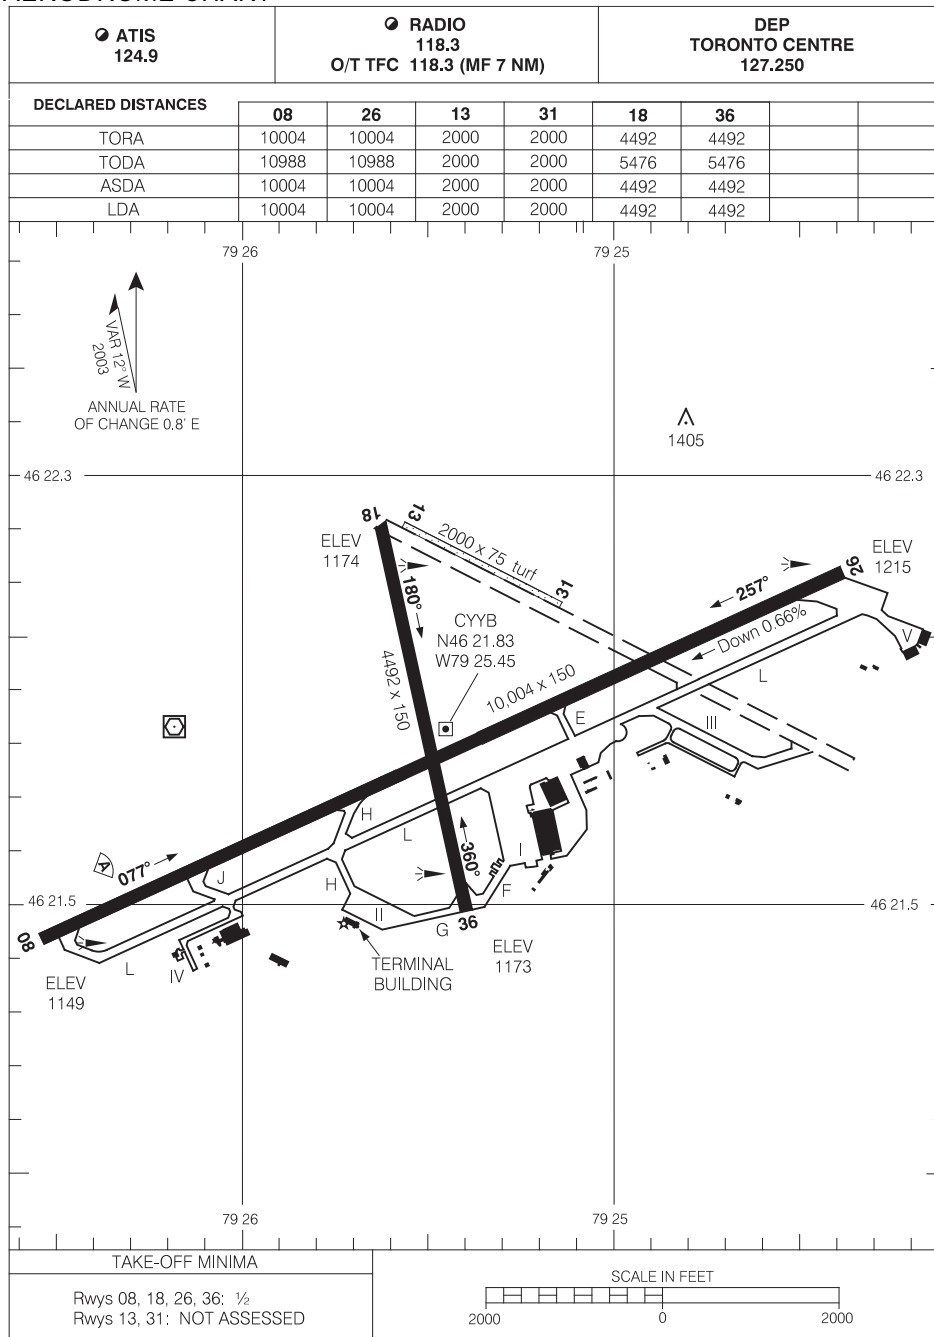 AERODROME CHART
ATIS
124.9
RADIO
118.3
O/T TFC 118.3 (MF 7 NM)
DEP
TORONTO CENTRE
127.250
DECLARED DISTANCES 08 26 13 31 18 36
TORA 10004 10004 2000 2000 4492 4492
TODA 10988 10988 2000 2000 5476 5476
ASDA 10004 10004 2000 2000 4492 4492
LDA 10004 10004 2000 2000 4492 4492
79 26 79 25
VAR 12° W
2003
ANNUAL RATE
OF CHANGE 0.8' E
1405
46 22.3 46 22.3
18
13
ELEV
1174
2000 x 75 turf
31
26
ELEV
1215
180°
257°
Down 0.66%
CYYB
N46 21.83
W79 25.45
4492 x 150
10,004 x 150
L
V
E
III
H
L
I
360°
A
077°
J
H
F
46 21.5 46 21.5
II
G
36
08
ELEV
1149
L
IV
TERMINAL
BUILDING
ELEV
1173
79 26 79 25
TAKE-OFF MINIMA
Rwys 08, 18, 26, 36: ½
Rwys 13, 31: NOT ASSESSED
SCALE IN FEET
2000 0 2000